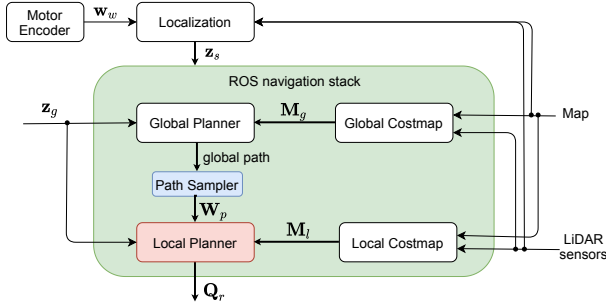 Motor
Encoder
w_w
Localization
z_s
ROS navigation stack
z_g
Global Planner
M_g
Global Costmap
Map
global path
Path Sampler
W_p
Local Planner
M_l
Local Costmap
LiDAR
sensors
Q_r